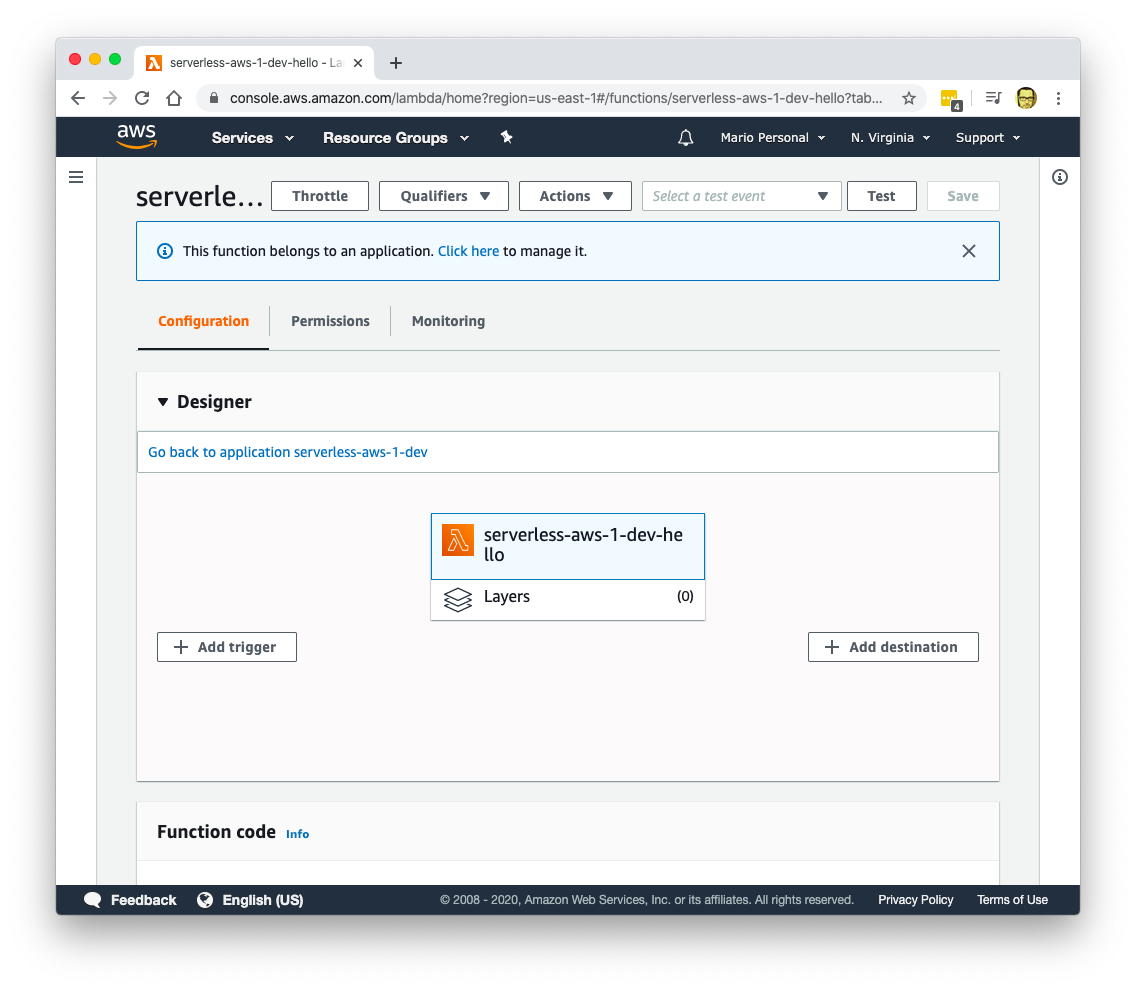 serverless-aws-1-dev-hello - La
console.aws.amazon.com/lambda/home?region=us-east-1#/functions/serverless-aws-1-dev-hello?tab...
4
aws Services Resource Groups Mario Personal N. Virginia Support
serverle... Throttle Qualifiers Actions Select a test event Test Save
This function belongs to an application. Click here to manage it.
Configuration Permissions Monitoring
Designer
Go back to application serverless-aws-1-dev
serverless-aws-1-dev-he
llo
Layers (0)
Add trigger Add destination
Function code Info
Feedback English (US) © 2008 - 2020, Amazon Web Services, Inc. or its affiliates. All rights reserved. Privacy Policy Terms of Use